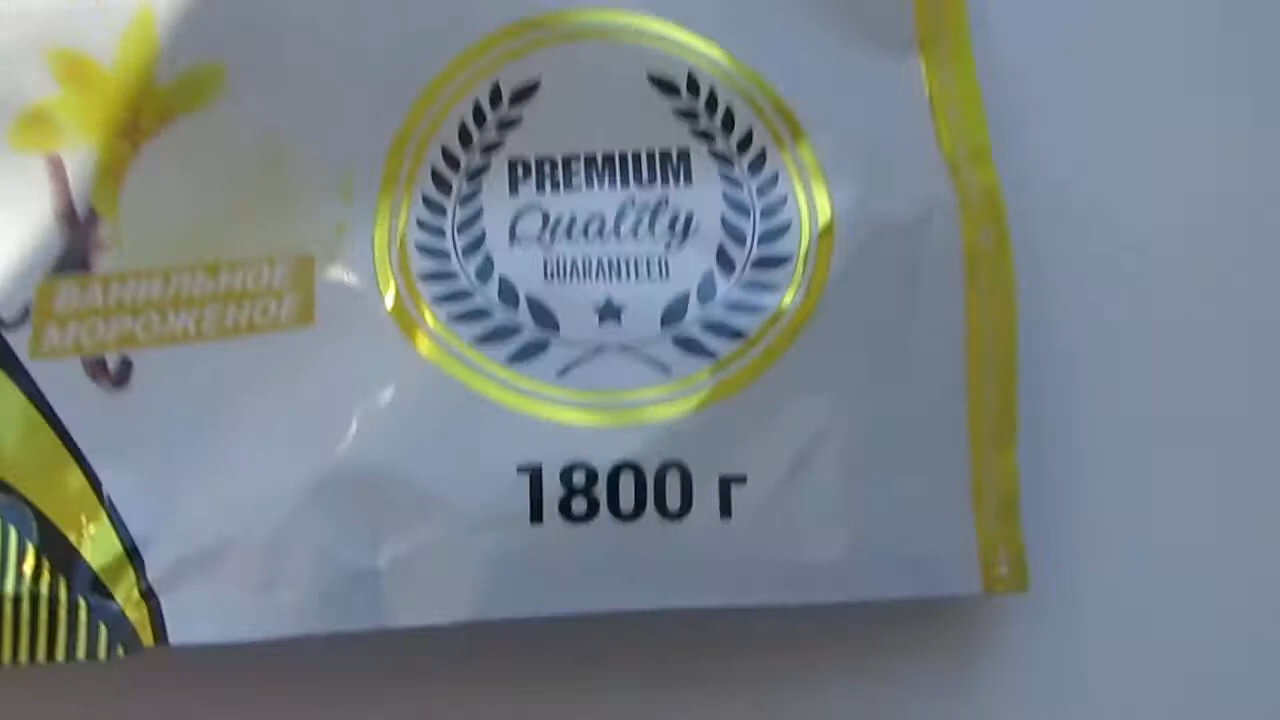 ВАНИЛЬНОЕ
МОРОЖЕНОЕ
PREMIUM
Quality
GUARANTEED
1800 г